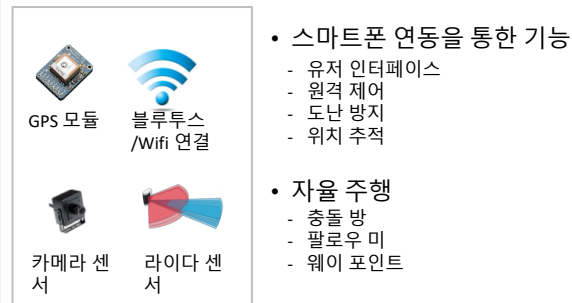 GPS 모듈
블루투스
/Wifi 연결
카메라 센
서
라이다 센
서
• 스마트폰 연동을 통한 기능
- 유저 인터페이스
- 원격 제어
- 도난 방지
- 위치 추적
• 자율 주행
- 충돌 방
- 팔로우 미
- 웨이 포인트